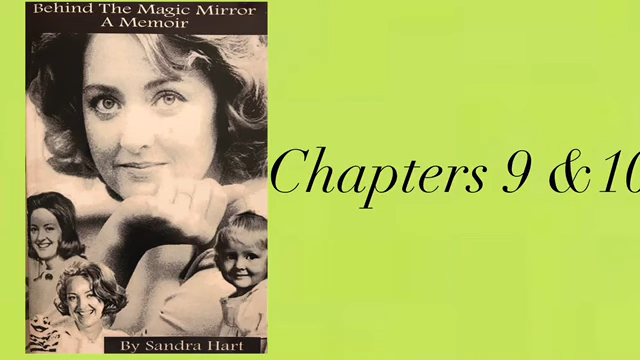 Behind The Magic Mirror
A Memoir
Chapters 9 & 10
By Sandra Hart